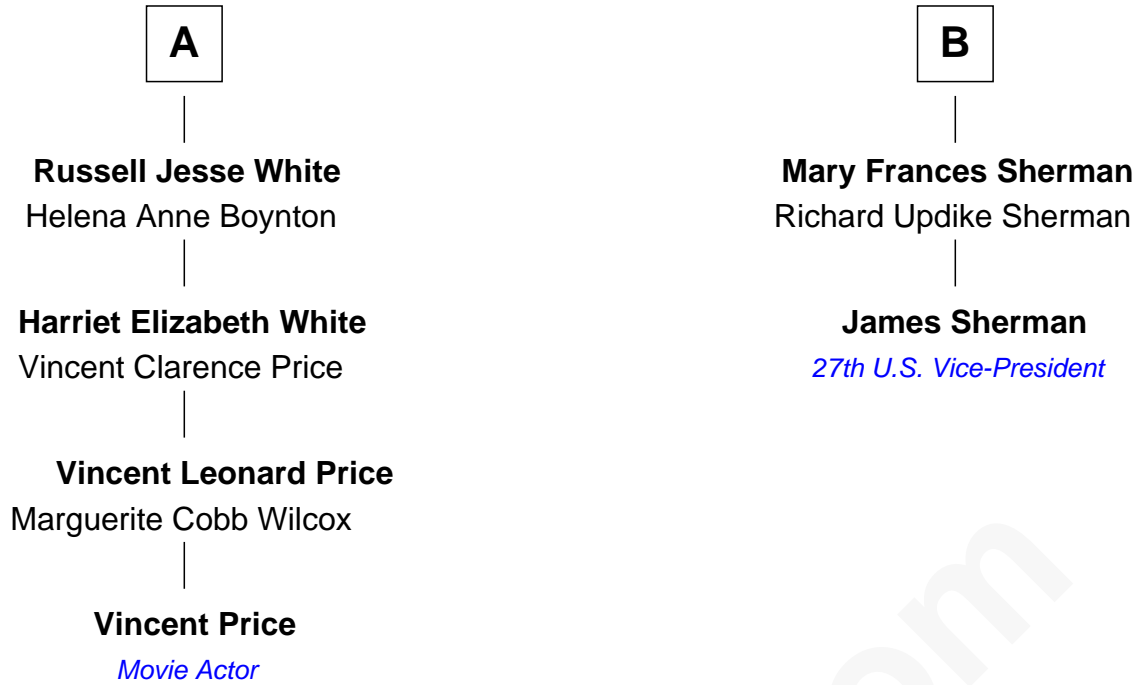 A
Russell Jesse White
Helena Anne Boynton
Harriet Elizabeth White
Vincent Clarence Price
Vincent Leonard Price
Marguerite Cobb Wilcox
Vincent Price
Movie Actor
B
Mary Frances Sherman
Richard Updike Sherman
James Sherman
27th U.S. Vice-President
om